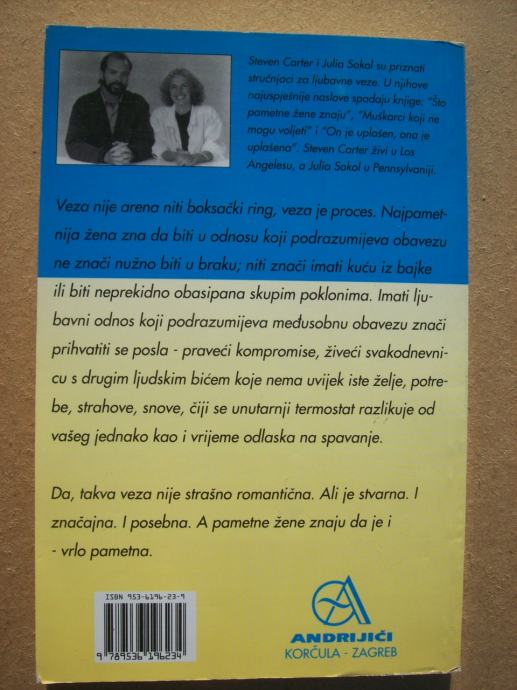 Steven Carter i Julia Sokol su priznati
stručnjaci za ljubavne veze. U njihove
najuspješnije naslove spadaju knjige: "Što
pametne žene znaju", "Muškarci koji ne
mogu voljeti" i "On je uplašen, ona je
uplašena". Steven Carter živi u Los
Angelesu, a Julia Sokol u Pennsylvaniji.
Veza nije arena niti boksački ring, veza je proces. Najpamet-
nija žena zna da biti u odnosu koji podrazumijeva obavezu
ne znači nužno biti u braku; niti znači imati kuću iz bajke
ili biti neprekidno obasipana skupim poklonima. Imati lju-
bavni odnos koji podrazumijeva međusobnu obavezu znači
prihvatiti se posla - praveći kompromise, živeći svakodnevni-
cu s drugim ljudskim bićem koje nema uvijek iste želje, potre-
be, strahove, snove, čiji se unutarnji termostat razlikuje od
vašeg jednako kao i vrijeme odlaska na spavanje.
Da, takva veza nije strašno romantična. Ali je stvarna. I
značajna. I posebna. A pametne žene znaju da je i
- vrlo pametna.
ISBN 953-6196-23-9
9 789536 196234
ANDRIJIĆI
KORČULA - ZAGREB